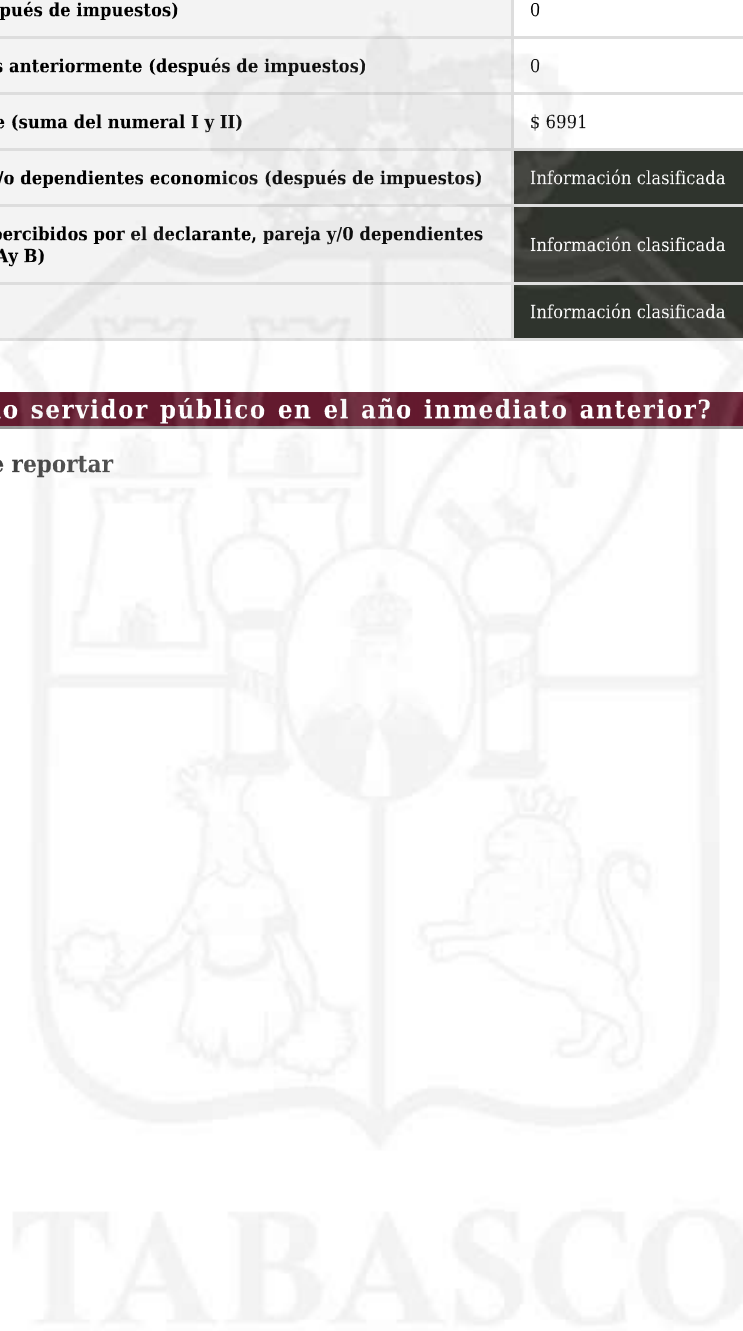 pués de impuestos)
0
s anteriormente (después de impuestos)
0
e (suma del numeral I y II)
$ 6991
/o dependientes economicos (después de impuestos)
Información clasificada
percibidos por el declarante, pareja y/0 dependientes
Ay B)
Información clasificada
Información clasificada
o servidor público en el año inmediato anterior?
e reportar
TABASCO